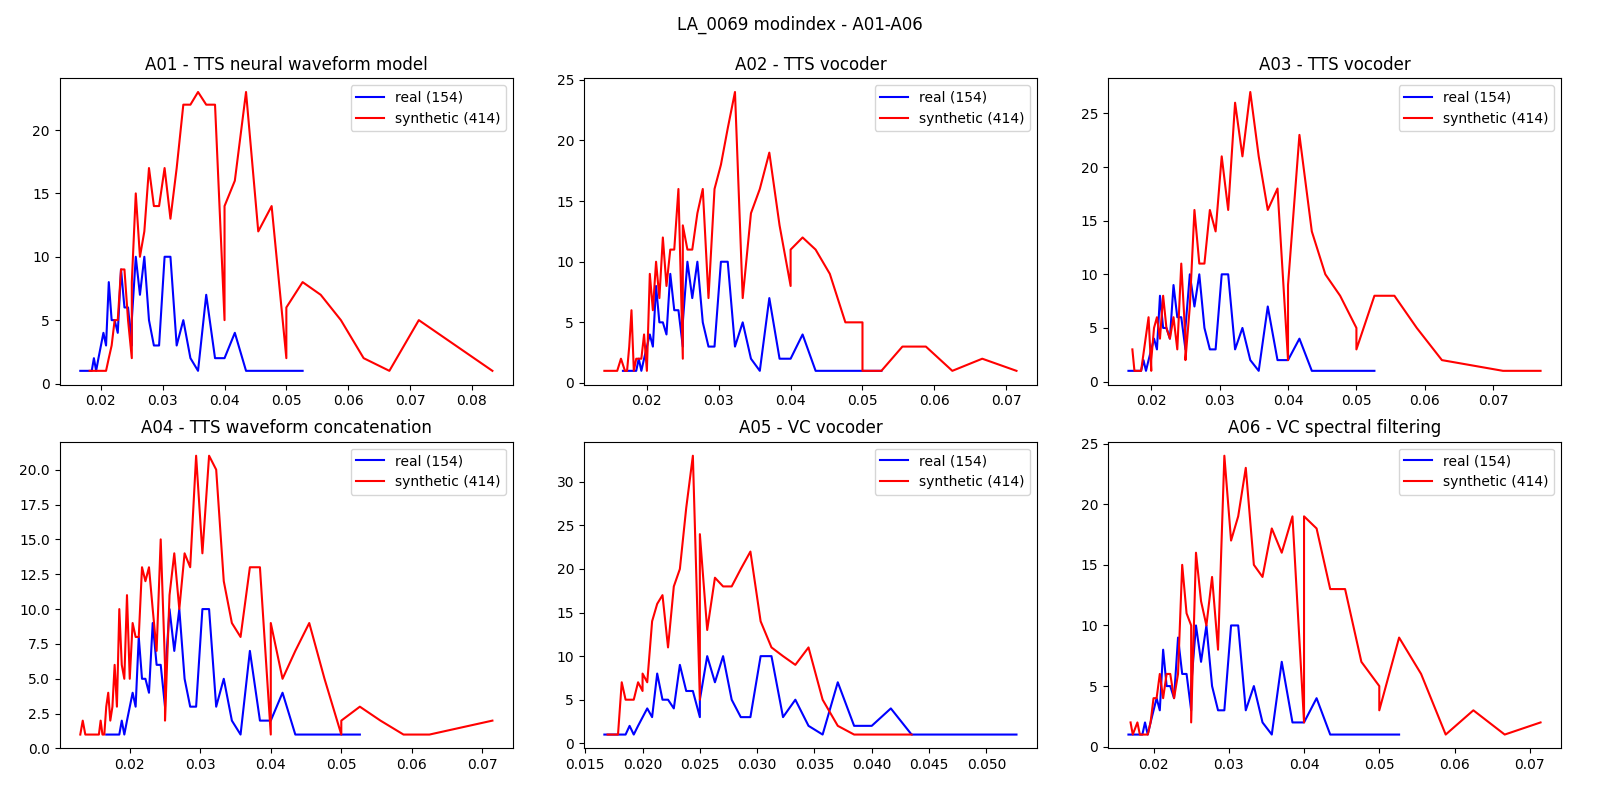 LA_0069 modindex - A01-A06
A01 - TTS neural waveform model
real (154)
synthetic (414)
20
15
10
5
0
0.02 0.03 0.04 0.05 0.06 0.07 0.08
A02 - TTS vocoder
real (154)
synthetic (414)
25
20
15
10
5
0
0.02 0.03 0.04 0.05 0.06 0.07
A03 - TTS vocoder
real (154)
synthetic (414)
25
20
15
10
5
0
0.02 0.03 0.04 0.05 0.06 0.07
A04 - TTS waveform concatenation
real (154)
synthetic (414)
20.0
17.5
15.0
12.5
10.0
7.5
5.0
2.5
0.0
0.02 0.03 0.04 0.05 0.06 0.07
A05 - VC vocoder
real (154)
synthetic (414)
30
25
20
15
10
5
0
0.015 0.020 0.025 0.030 0.035 0.040 0.045 0.050
A06 - VC spectral filtering
real (154)
synthetic (414)
25
20
15
10
5
0
0.02 0.03 0.04 0.05 0.06 0.07